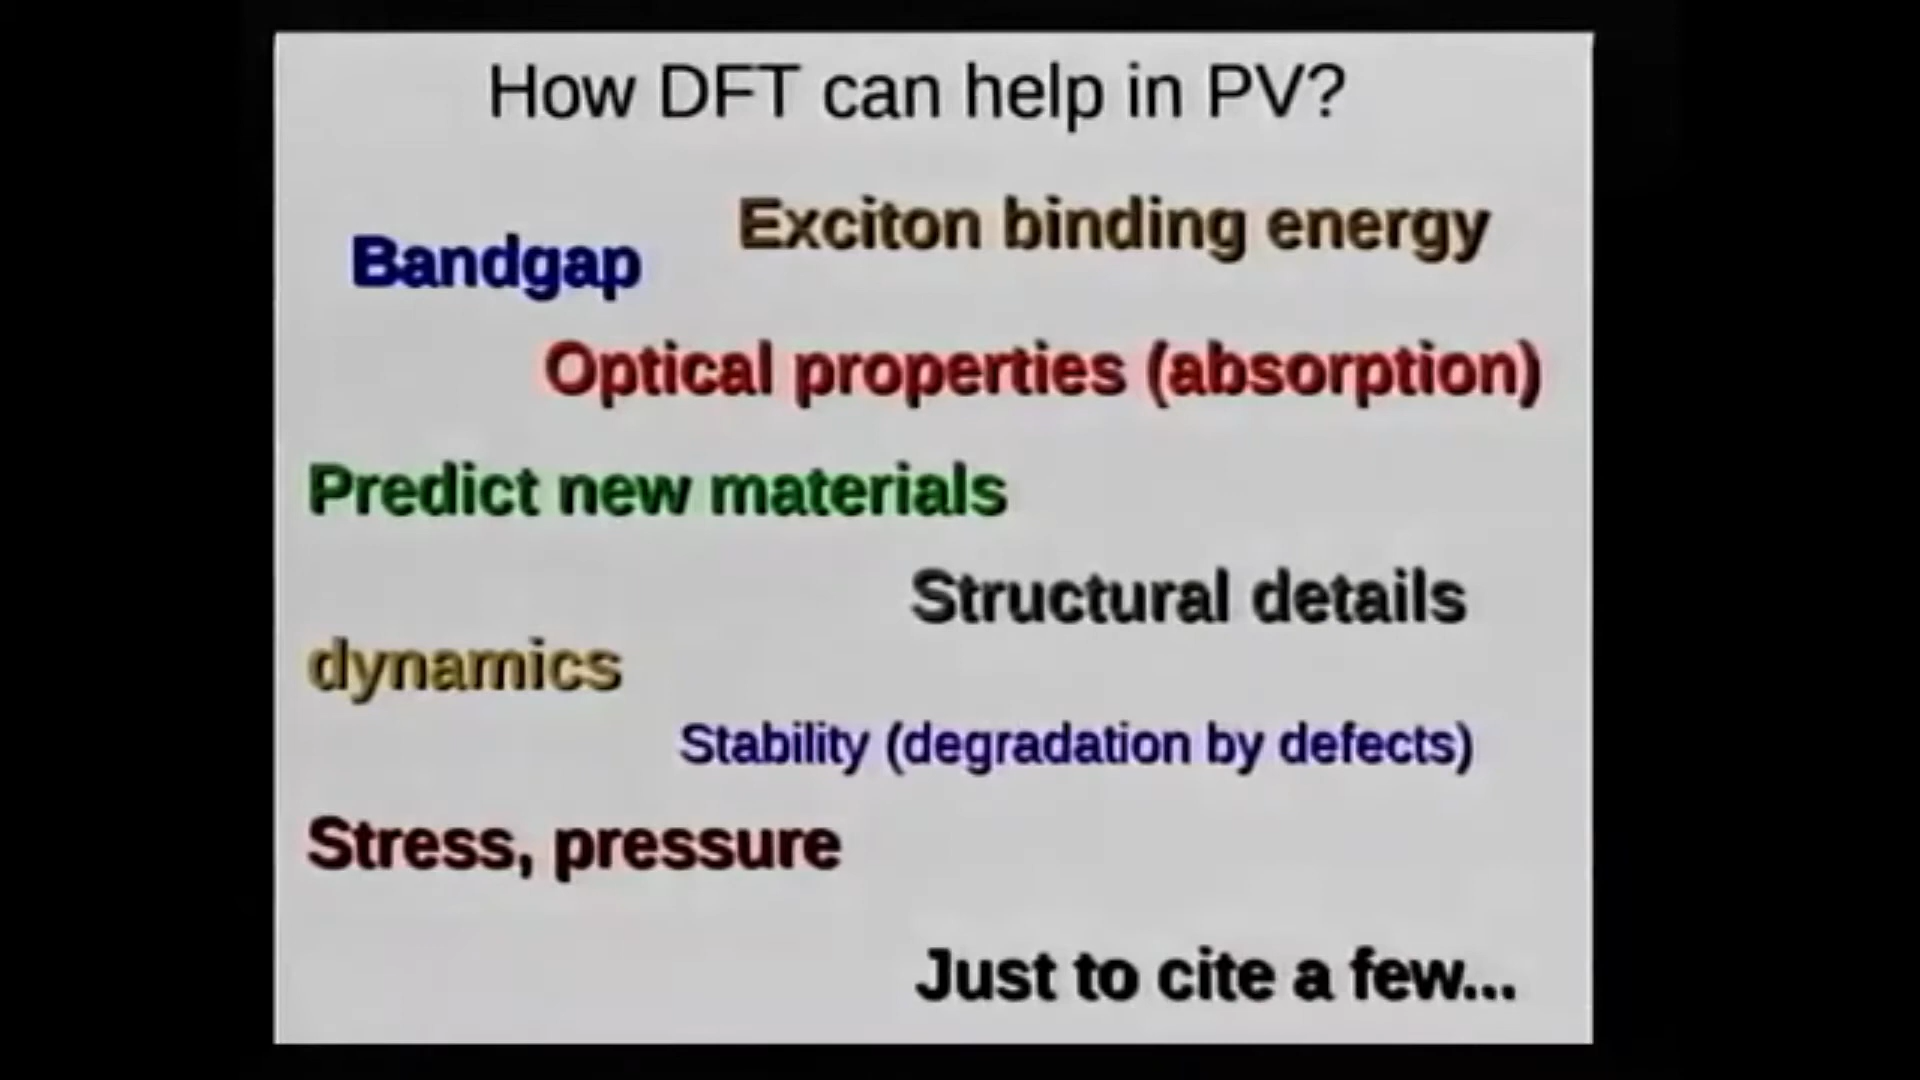 How DFT can help in PV?
Exciton binding energy
Bandgap
Optical properties (absorption)
Predict new materials
Structural details
dynamics
Stability (degradation by defects)
Stress, pressure
Just to cite a few...